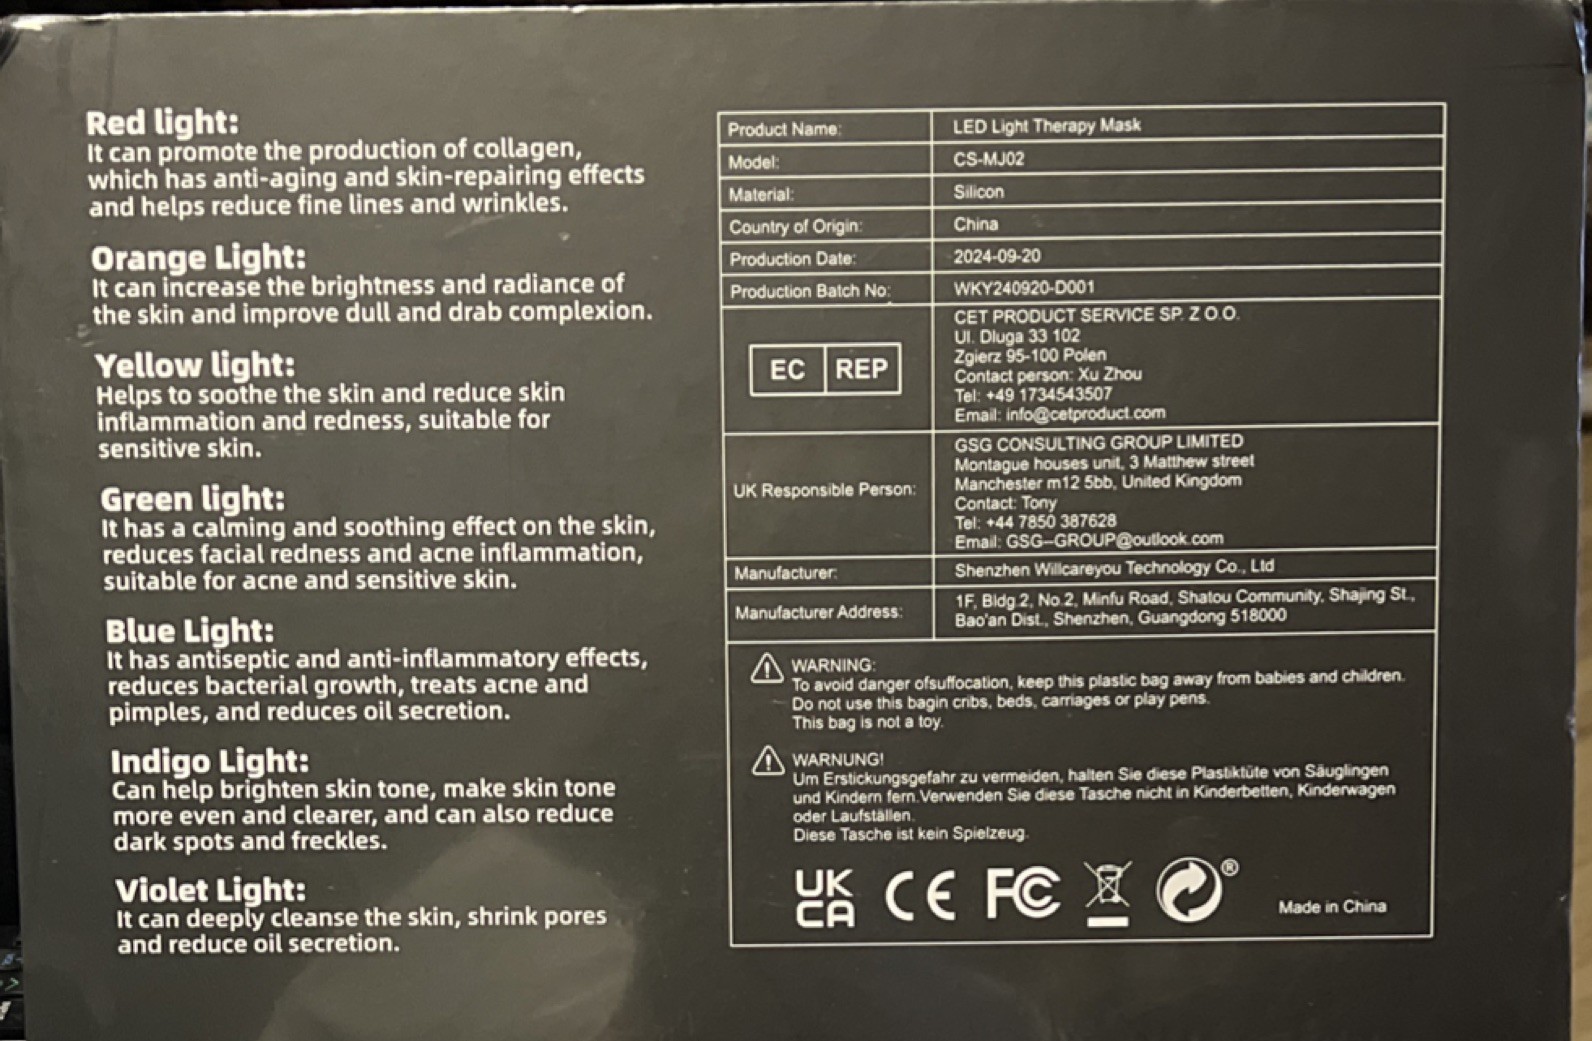 Red light:
It can promote the production of collagen,
which has anti-aging and skin-repairing effects
and helps reduce fine lines and wrinkles.
Orange Light:
It can increase the brightness and radiance of
the skin and improve dull and drab complexion.
Yellow light:
Helps to soothe the skin and reduce skin
inflammation and redness, suitable for
sensitive skin.
Green light:
It has a calming and soothing effect on the skin,
reduces facial redness and acne inflammation,
suitable for acne and sensitive skin.
Blue Light:
It has antiseptic and anti-inflammatory effects,
reduces bacterial growth, treats acne and
pimples, and reduces oil secretion.
Indigo Light:
Can help brighten skin tone, make skin tone
more even and clearer, and can also reduce
dark spots and freckles.
Violet Light:
It can deeply cleanse the skin, shrink pores
and reduce oil secretion.
Product Name: LED Light Therapy Mask
Model: CS-MJ02
Material: Silicon
Country of Origin: China
Production Date: 2024-09-20
Production Batch No: WKY240920-D001
EC REP
CET PRODUCT SERVICE SP. Z O.O.
Ul. Dluga 33 102
Zgierz 95-100 Polen
Contact person: Xu Zhou
Tel: +49 1734543507
Email: info@cetproduct.com
UK Responsible Person:
GSG CONSULTING GROUP LIMITED
Montague houses unit, 3 Matthew street
Manchester m12 5bb, United Kingdom
Contact: Tony
Tel: +44 7850 387628
Email: GSG-GROUP@outlook.com
Manufacturer: Shenzhen Willcareyou Technology Co., Ltd
Manufacturer Address:
1F, Bldg.2, No.2, Minfu Road, Shatou Community, Shajing St.,
Bao'an Dist., Shenzhen, Guangdong 518000
WARNING:
To avoid danger ofsuffocation, keep this plastic bag away from babies and children.
Do not use this bagin cribs, beds, carriages or play pens.
This bag is not a toy.
WARNUNG!
Um Erstickungsgefahr zu vermeiden, halten Sie diese Plastiktüte von Säuglingen
und Kindern fern.Verwenden Sie diese Tasche nicht in Kinderbetten, Kinderwagen
oder Laufställen.
Diese Tasche ist kein Spielzeug.
UK
CA
CE
FC
®
Made in China